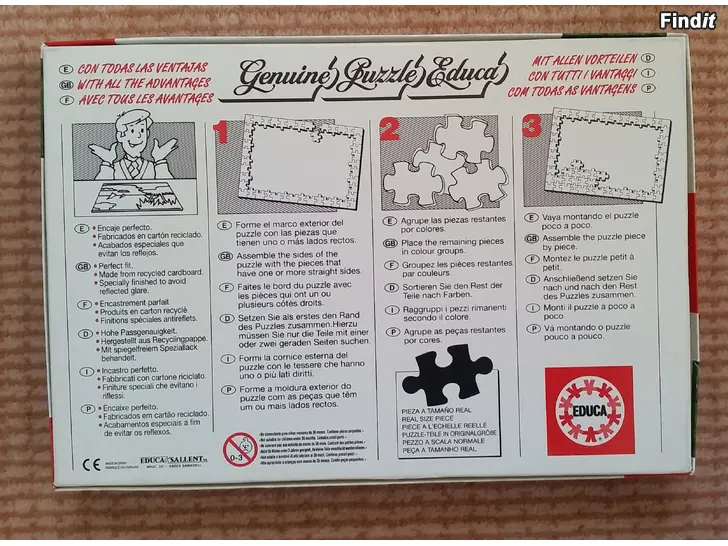 Findit
E CON TODAS LAS VENTAJAS
GB WITH ALL THE ADVANTAGES
F AVEC TOUS LES AVANTAGES
Genuine Puzzle Educa
MIT ALLEN VORTEILEN D
CON TUTTI I VANTAGGI I
COM TODAS AS VANTAGENS P
E • Encaje perfecto.
• Fabricados en cartón reciclado.
• Acabados especiales que
evitan los reflejos.
GB • Perfect fit.
• Made from recycled cardboard.
• Specially finished to avoid
reflected glare.
F • Encastrement parfait.
• Produits en carton recyclé.
• Finitions spéciales antireflets.
D • Hohe Passgenauigkeit.
• Hergestellt aus Recyclingpappe.
• Mit spiegelfreiem Speziallack
behandelt.
I • Incastro perfetto.
• Fabbricati con cartone riciclato.
• Finiture speciali che evitano i
riflessi.
P • Encaixe perfeito.
• Fabricados em cartão reciclado.
• Acabamentos especiais à fim
de evitar os reflexos.
CE
EDUCA SALLENT
1
E Forme el marco exterior del
puzzle con las piezas que
tienen uno o más lados rectos.
GB Assemble the sides of the
puzzle with the pieces that
have one or more straight sides.
F Faites le bord du puzzle avec
les pièces qui ont un ou
plusieurs côtés droits.
D Setzen Sie als erstes den Rand
des Puzzles zusammen.Hierzu
müssen Sie nur die Teile mit einer
oder zwei geraden Seiten suchen.
I Formi la cornice esterna del
puzzle con le tessere che hanno
uno o più lati diritti.
P Forme a moldura exterior do
puzzle com as peças que têm
um ou mais lados rectos.
0-3
2
E Agrupe las piezas restantes
por colores.
GB Place the remaining pieces
in colour groups.
F Groupez les pièces restantes
par couleurs.
D Sortieren Sie den Rest der
Teile nach Farben.
I Raggruppi i pezzi rimanenti
secondo il colore.
P Agrupe as peças restantes
por cores.
PIEZA A TAMAÑO REAL
REAL SIZE PIECE
PIECE A L'ECHELLE REELLE
PUZZLE-TEILE IN ORIGINALGRÖßE
PEZZO A SCALA NORMALE
PEÇA A TAMANHO REAL
3
E Vaya montando el puzzle
poco a poco.
GB Assemble the puzzle piece
by piece.
F Montez le puzzle petit à
petit.
D Anschließend setzen Sie
nach und nach den Rest
des Puzzles zusammen.
I Monti il puzzle a poco a
poco.
P Vá montando o puzzle
pouco a pouco.
EDUCA